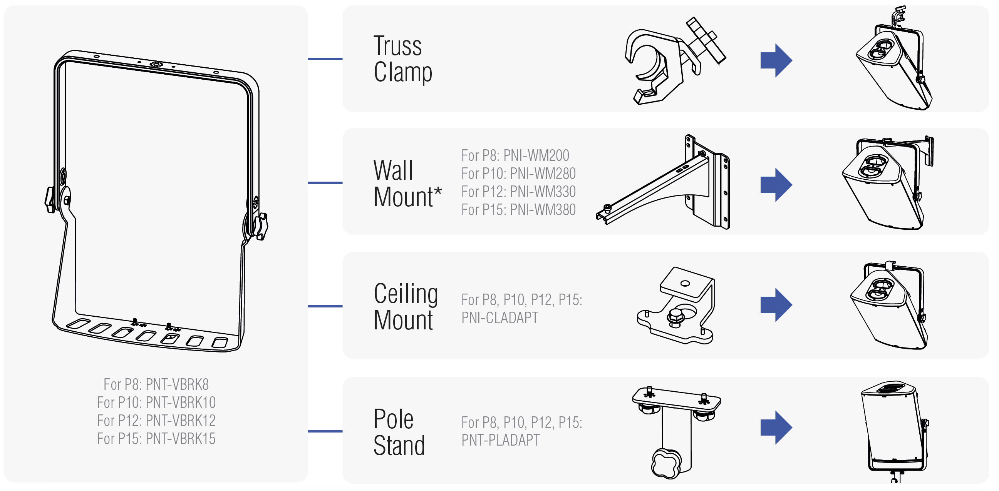 For P8: PNT-VBRK8
For P10: PNT-VBRK10
For P12: PNT-VBRK12
For P15: PNT-VBRK15
Truss
Clamp
Wall
Mount*
For P8: PNI-WM200
For P10: PNI-WM280
For P12: PNI-WM330
For P15: PNI-WM380
Ceiling
Mount
For P8, P10, P12, P15:
PNI-CLADAPT
Pole
Stand
For P8, P10, P12, P15:
PNT-PLADAPT